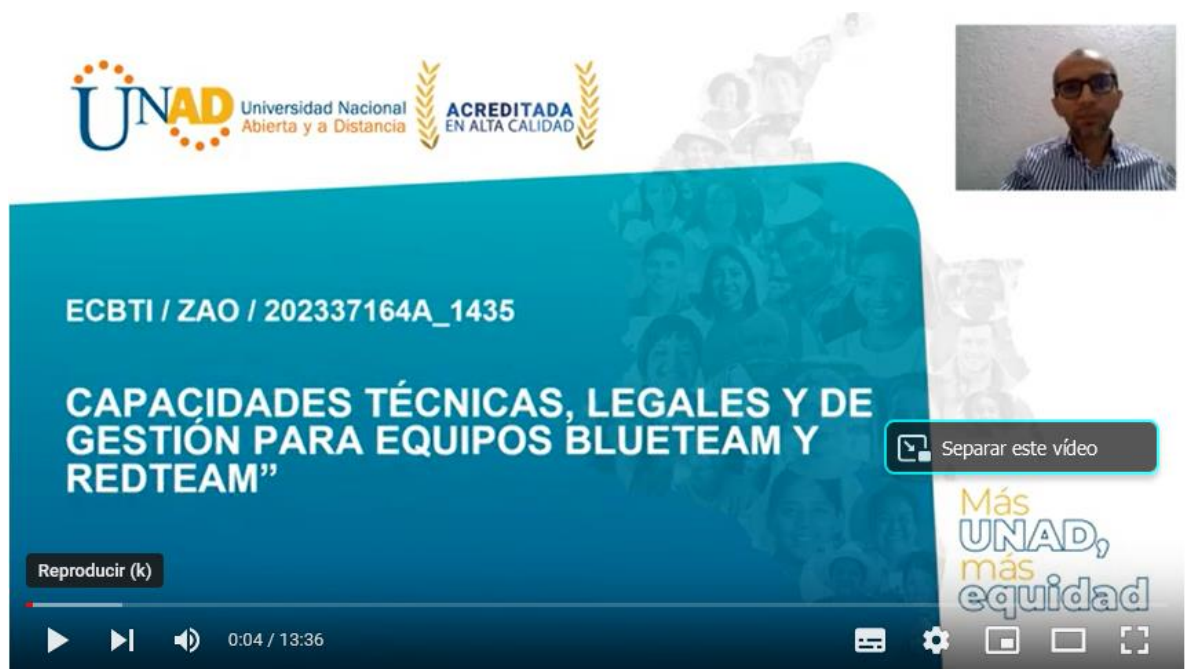 UNAD
Universidad Nacional
Abierta y a Distancia
ACREDITADA
EN ALTA CALIDAD
ECBTI / ZAO / 202337164A_1435
CAPACIDADES TÉCNICAS, LEGALES Y DE
GESTIÓN PARA EQUIPOS BLUETEAM Y
REDTEAM”
Separar este vídeo
Más
UNAD,
más
equidad
Reproducir (k)
0:04 / 13:36